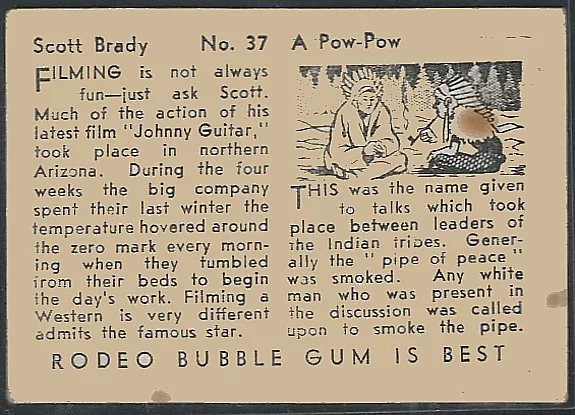 Scott Brady No. 37
FILMING is not always
fun—just ask Scott.
Much of the action of his
latest film "Johnny Guitar,"
took place in northern
Arizona. During the four
weeks the big company
spent their last winter the
temperature hovered around
the zero mark every morn-
ing when they tumbled
from their beds to begin
the day's work. Filming a
Western is very different
admits the famous star.
A Pow-Pow
THIS was the name given
to talks which took
place between leaders of
the Indian tribes. Gener-
ally the "pipe of peace"
was smoked. Any white
man who was present in
the discussion was called
upon to smoke the pipe.
RODEO BUBBLE GUM IS BEST